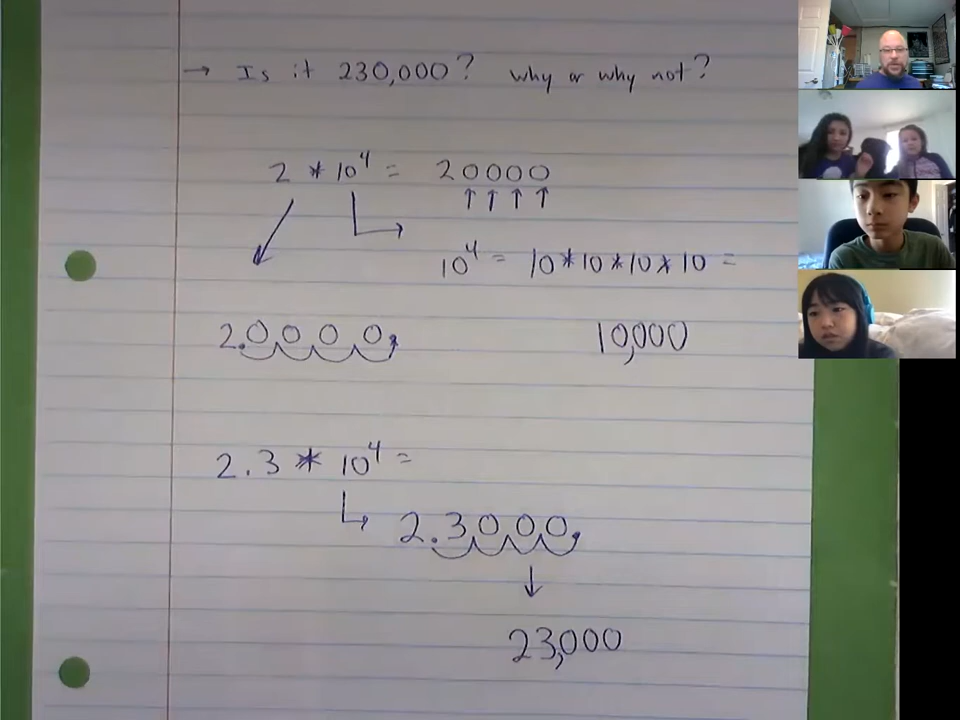 → Is it 230,000? why or why not?
2 * 10⁴ = 20000
10⁴ = 10*10*10*10 =
2.0000.
10,000
2.3 * 10⁴ =
2.3000.
23,000